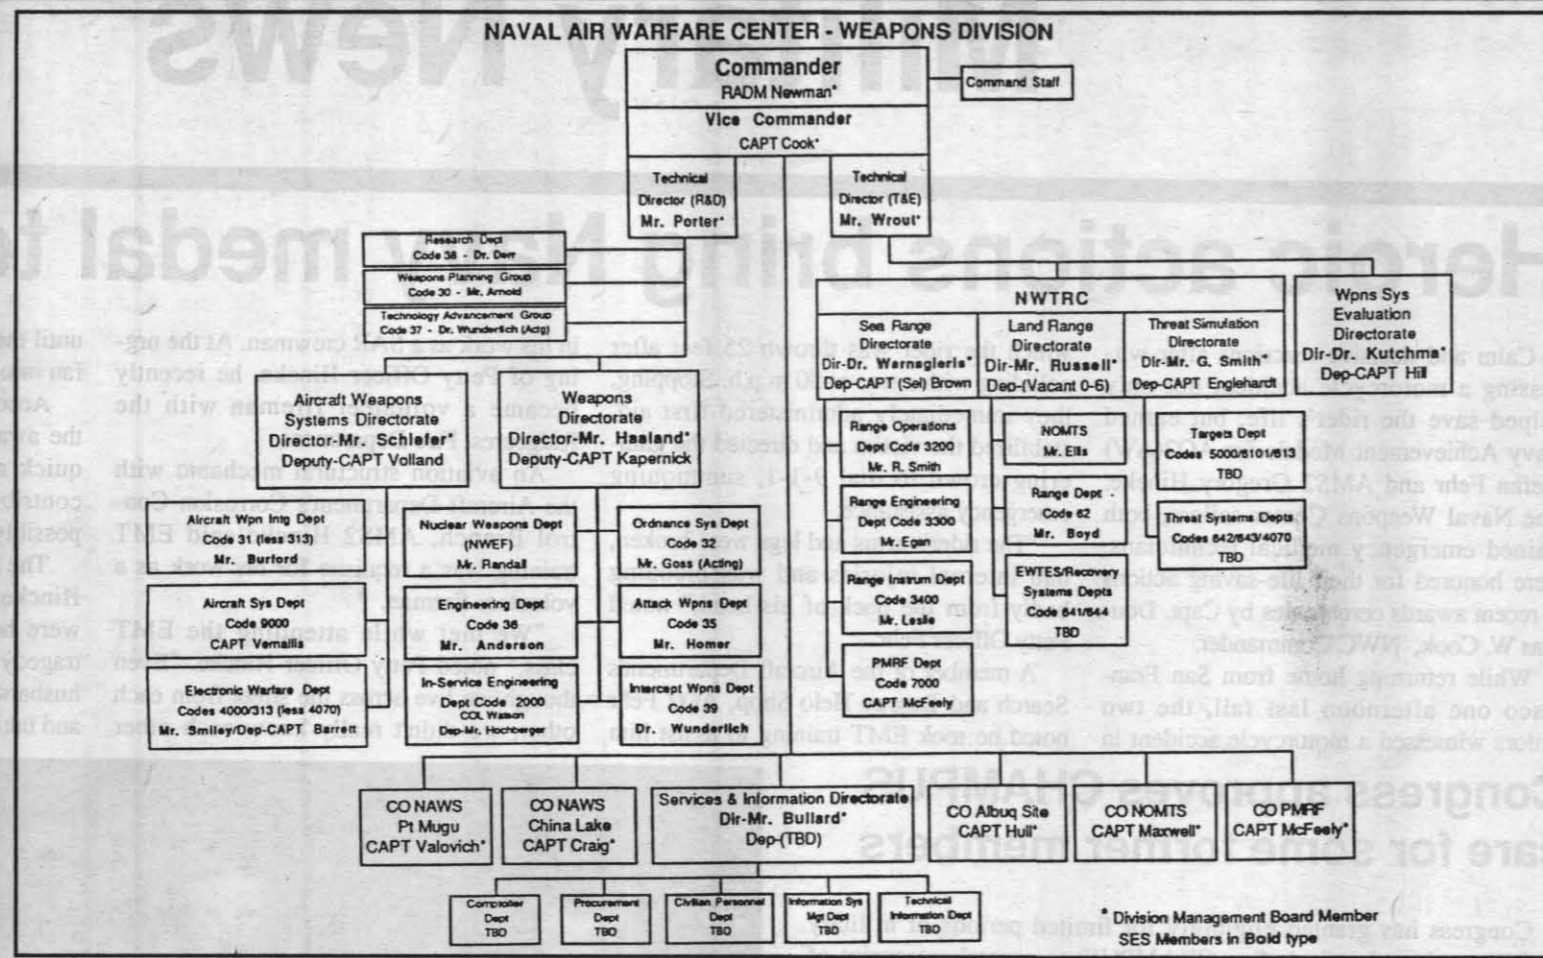 NAVAL AIR WARFARE CENTER - WEAPONS DIVISION
Commander
RADM Newman*
Command Staff
Vice Commander
CAPT Cook*
Technical
Director (R&D)
Mr. Porter*
Technical
Director (T&E)
Mr. Wrout*
Research Dept
Code 38 - Dr. Derr
Weapons Planning Group
Code 30 - Mr. Arnold
Technology Advancement Group
Code 37 - Dr. Wunderlich (Actg)
NWTRC
Sea Range
Directorate
Dir-Dr. Warnagieris*
Dep-CAPT (Sel) Brown
Land Range
Directorate
Dir-Mr. Russell*
Dep-(Vacant 0-6)
Threat Simulation
Directorate
Dir-Mr. G. Smith*
Dep-CAPT Englehardt
Wpns Sys
Evaluation
Directorate
Dir-Dr. Kutchma*
Dep-CAPT Hill
Aircraft Weapons
Systems Directorate
Director-Mr. Schiefer*
Deputy-CAPT Volland
Weapons
Directorate
Director-Mr. Haaland*
Deputy-CAPT Kapernick
Range Operations
Dept Code 3200
Mr. R. Smith
NOMTS
Mr. Ells
Targets Dept
Codes 5000/6101/613
TBD
Range Engineering
Dept Code 3300
Mr. Egan
Range Dept
Code 62
Mr. Boyd
Threat Systems Depts
Codes 642/643/4070
TBD
Range Instrum Dept
Code 3400
Mr. Leslie
EWTES/Recovery
Systems Depts
Code 641/644
TBD
PMRF Dept
Code 7000
CAPT McFeely
Aircraft Wpn Intg Dept
Code 31 (less 313)
Mr. Burford
Nuclear Weapons Dept
(NWEF)
Mr. Randall
Ordnance Sys Dept
Code 32
Mr. Goss (Acting)
Aircraft Sys Dept
Code 9000
CAPT Vernallis
Engineering Dept
Code 36
Mr. Anderson
Attack Wpns Dept
Code 35
Mr. Homer
Electronic Warfare Dept
Codes 4000/313 (less 4070)
Mr. Smiley/Dep-CAPT Barren
In-Service Engineering
Dept Code 2000
COL Watson
Dep-Mr. Hochberger
Intercept Wpns Dept
Code 39
Dr. Wunderlich
CO NAWS
Pt Mugu
CAPT Valovich*
CO NAWS
China Lake
CAPT Craig*
Services & Information Directorate
Dir-Mr. Bullard*
Dep-(TBD)
CO Albuq Site
CAPT Hull*
CO NOMTS
CAPT Maxwell*
CO PMRF
CAPT McFeely*
Comptroller
Dept
TBD
Procurement
Dept
TBD
Civilian Personnel
Dept
TBD
Information Sys
Mgt Dept
TBD
Technical
Information Dept
TBD
* Division Management Board Member
SES Members in Bold type